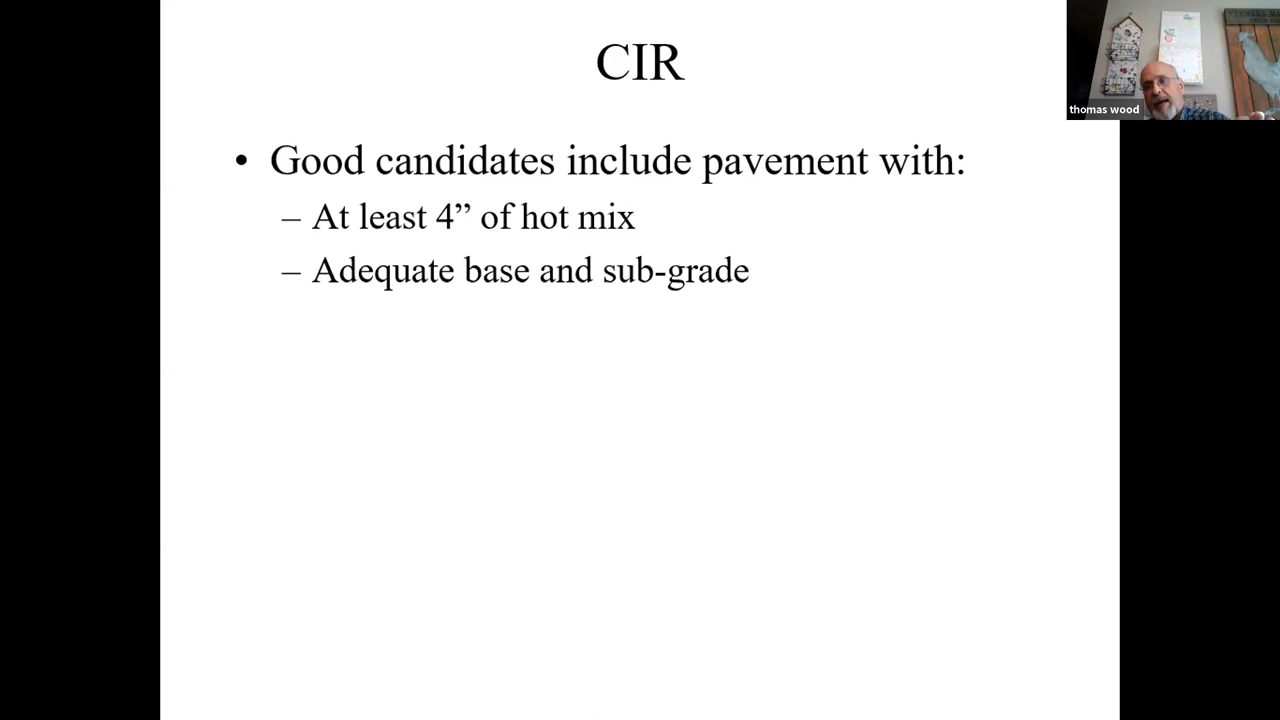 CIR
• Good candidates include pavement with:
– At least 4” of hot mix
– Adequate base and sub-grade
thomas wood